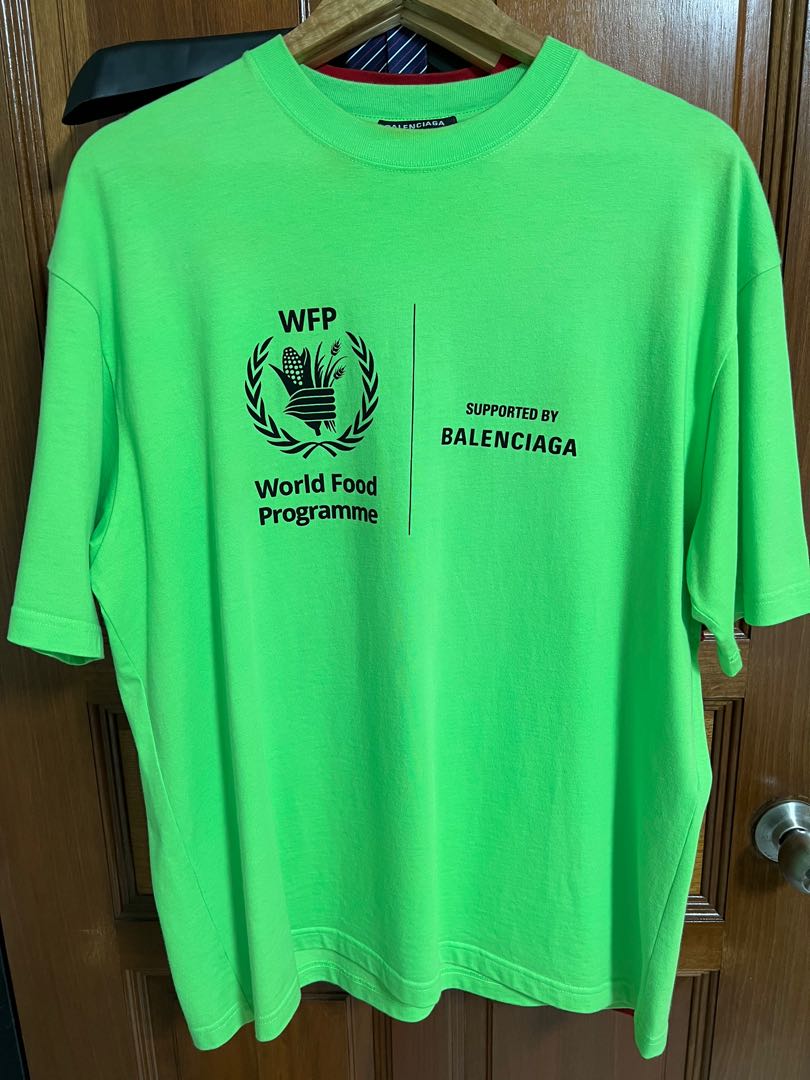 BALENCIAGA
WFP
World Food
Programme
SUPPORTED BY
BALENCIAGA